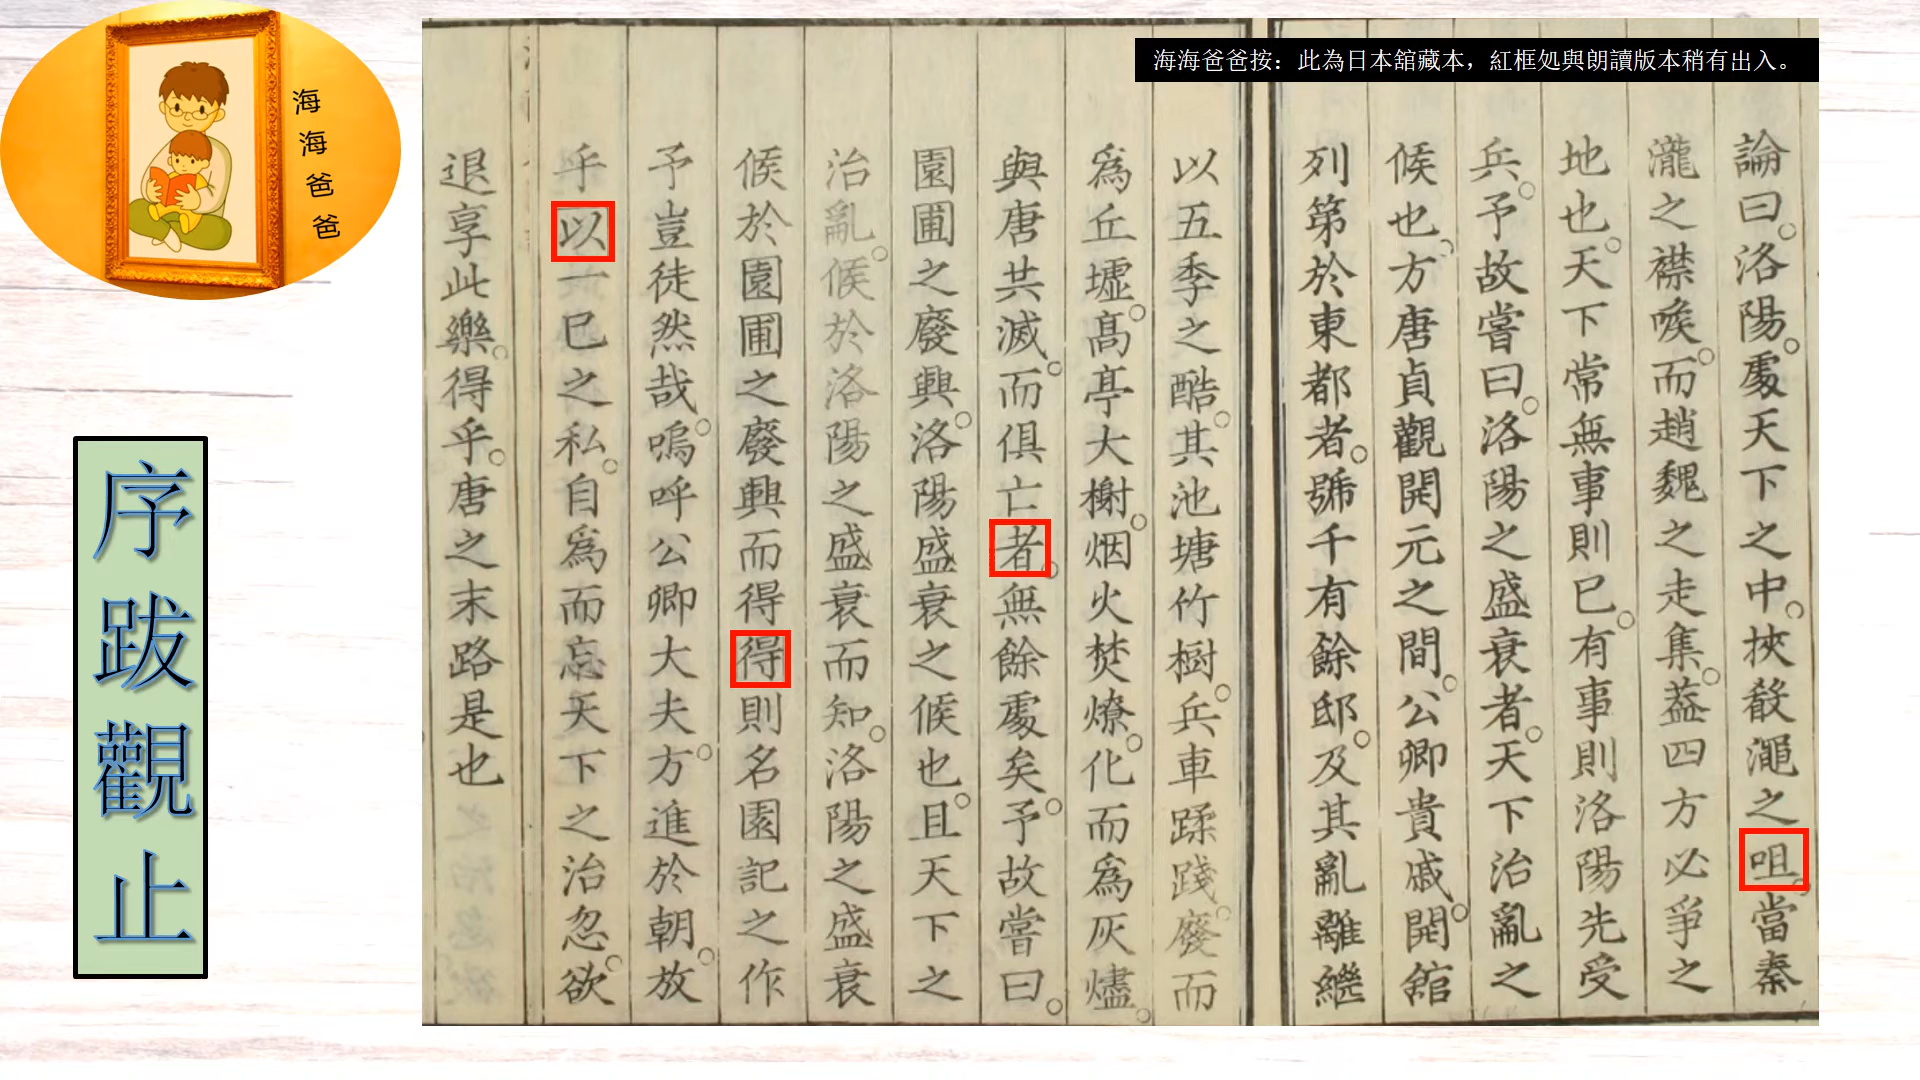 海海爸爸
序跋觀止
海海爸爸按：此為日本舘藏本，紅框処與朗讀版本稍有出入。
論曰。洛陽。處天下之中。挾殽澠之咀。當秦
瀧之襟喉。而趙魏之走集。葢四方必爭之
地也。天下常無事則已。有事則洛陽先受
兵。予故嘗曰。洛陽之盛衰者。天下治亂之
候也。方唐貞觀開元之間。公卿貴戚。開舘
列第於東都者。號千有餘邸。及其亂離繼
以五季之酷。其池塘竹樹。兵車蹂踐。廢而
爲丘墟。高亭大榭。烟火焚燎。化而爲灰燼。
與唐共滅。而俱亡者。無餘處矣。予故嘗曰。
園圃之廢興。洛陽盛衰之候也。且天下之
治亂。候於洛陽之盛衰而知。洛陽之盛衰
候於園圃之廢興而得得則名園記之作
予豈徒然哉。嗚呼公卿大夫。方進於朝。放
乎以一已之私。自爲而忘天下之治忽。欲
退享此樂。得乎。唐之末路是也